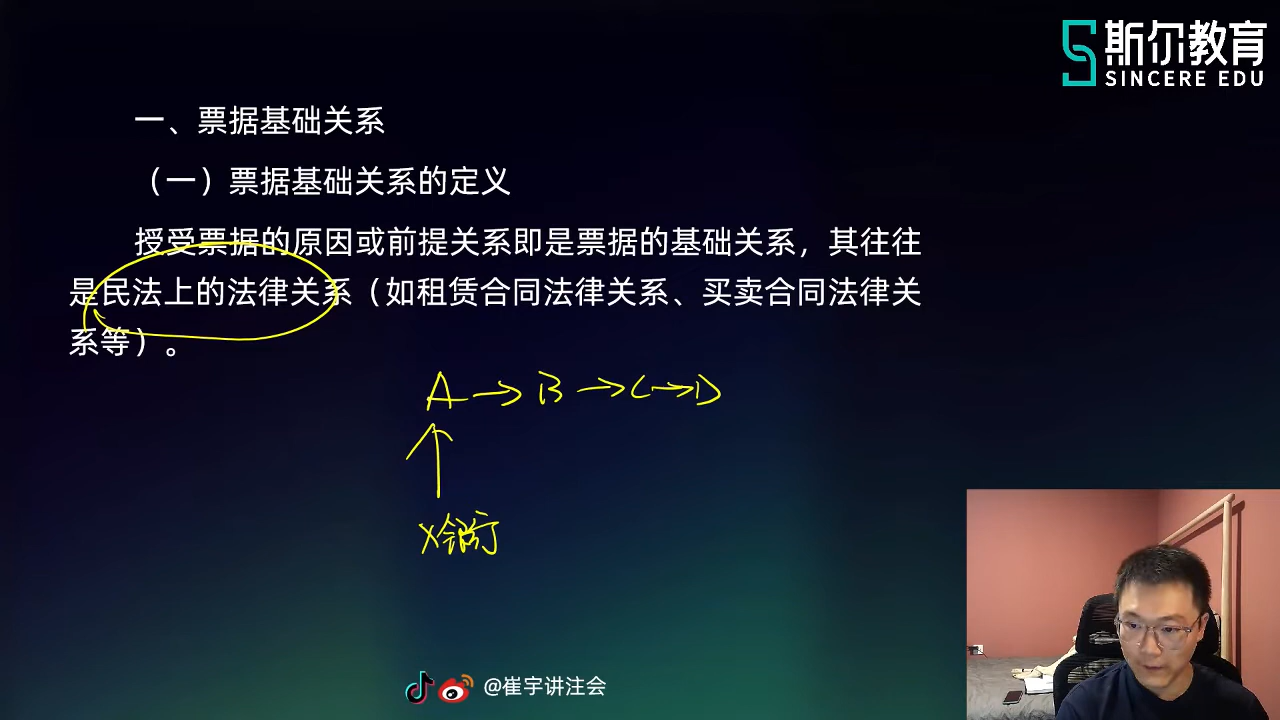 斯尔教育
SINCERE EDU
一、票据基础关系
（一）票据基础关系的定义
授受票据的原因或前提关系即是票据的基础关系，其往往
是民法上的法律关系（如租赁合同法律关系、买卖合同法律关
系等）。
A→B→C→D
↑
X银行
@崔宇讲注会